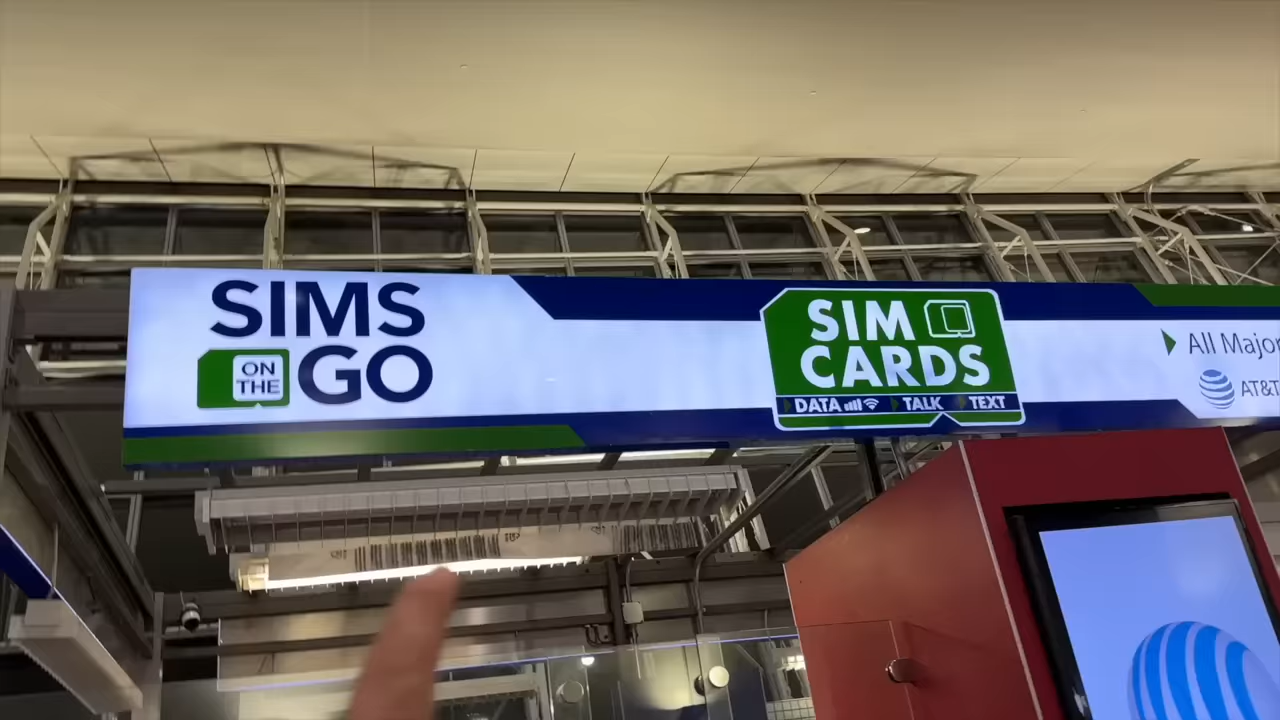 SIMS
ON
THE
GO
SIM
CARDS
DATA
TALK
TEXT
All Major
AT&T